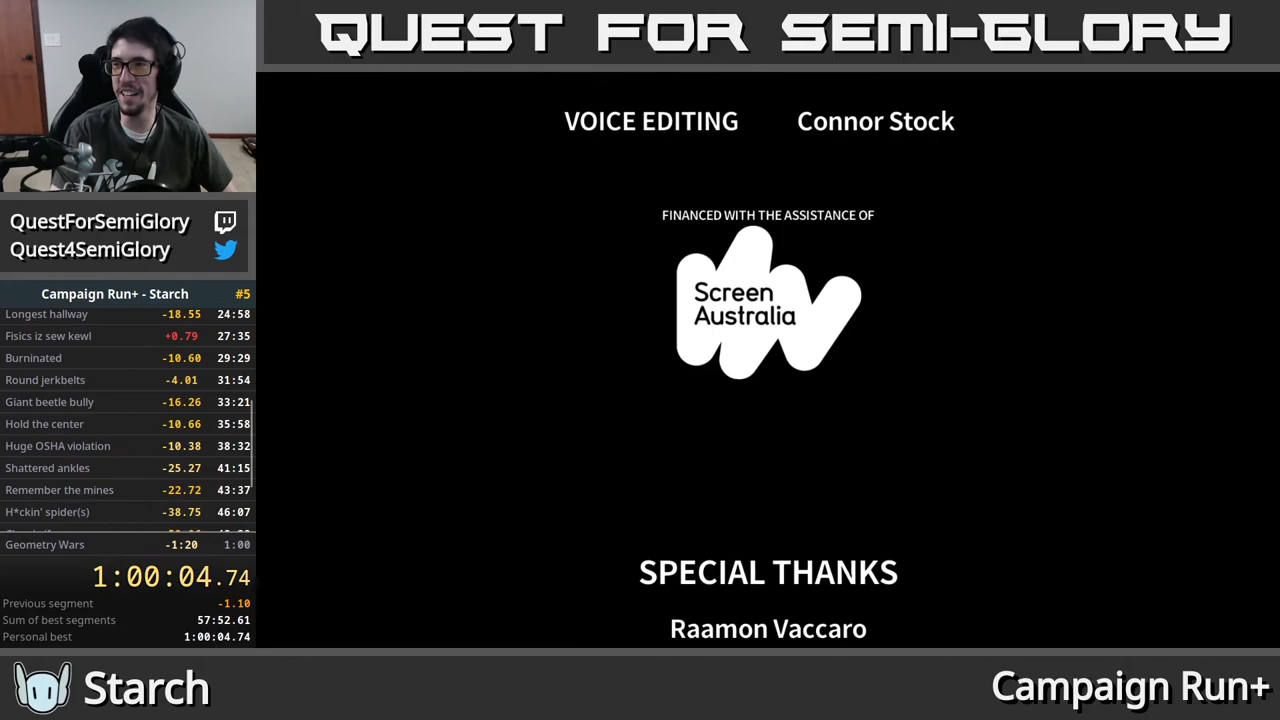 QUEST FOR SEMI-GLORY
QuestForSemiGlory
Quest4SemiGlory
Campaign Run+ - Starch #5
Longest hallway -18.55 24:58
Fisics iz sew kewl +0.79 27:35
Burninated -10.60 29:29
Round jerkbelts -4.01 31:54
Giant beetle bully -16.26 33:21
Hold the center -10.66 35:58
Huge OSHA violation -10.38 38:32
Shattered ankles -25.27 41:15
Remember the mines -22.72 43:37
H*ckin' spider(s) -38.75 46:07
Geometry Wars -1:20 1:00
1:00:04.74
Previous segment -1.10
Sum of best segments 57:52.61
Personal best 1:00:04.74
VOICE EDITING Connor Stock
FINANCED WITH THE ASSISTANCE OF
Screen
Australia
SPECIAL THANKS
Raamon Vaccaro
Starch
Campaign Run+